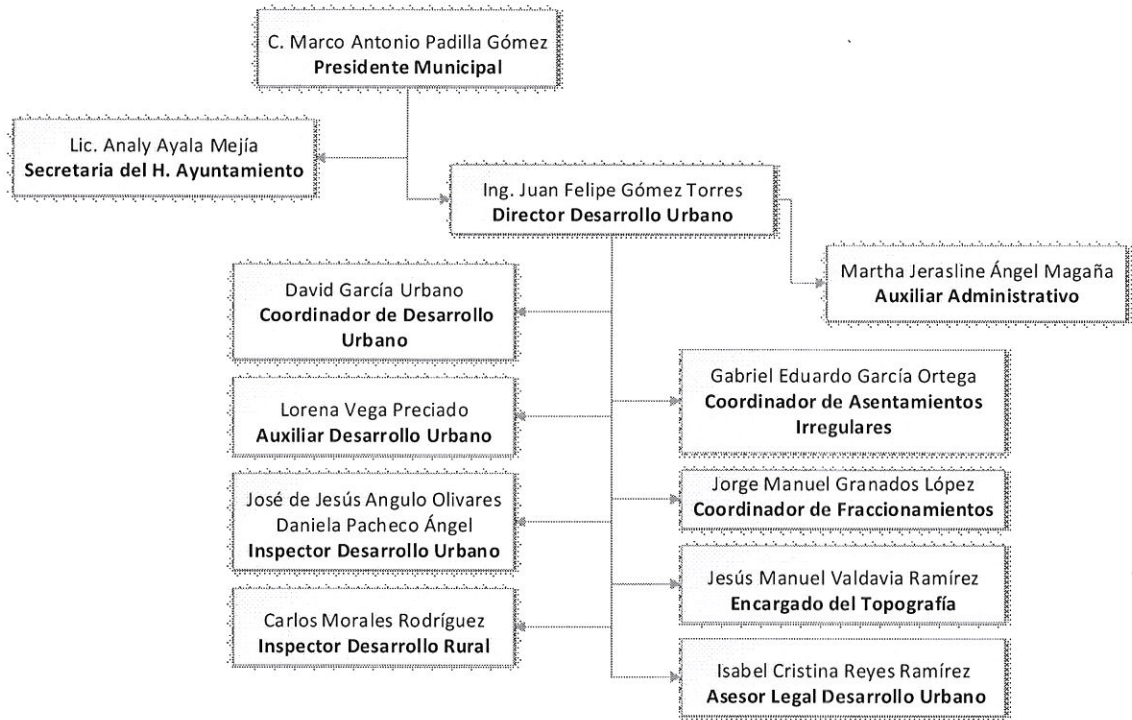 C. Marco Antonio Padilla Gómez
Presidente Municipal
Lic. Analy Ayala Mejía
Secretaria del H. Ayuntamiento
Ing. Juan Felipe Gómez Torres
Director Desarrollo Urbano
Martha Jerasline Ángel Magaña
Auxiliar Administrativo
David García Urbano
Coordinador de Desarrollo
Urbano
Lorena Vega Preciado
Auxiliar Desarrollo Urbano
José de Jesús Angulo Olivares
Daniela Pacheco Ángel
Inspector Desarrollo Urbano
Carlos Morales Rodríguez
Inspector Desarrollo Rural
Gabriel Eduardo García Ortega
Coordinador de Asentamientos
Irregulares
Jorge Manuel Granados López
Coordinador de Fraccionamientos
Jesús Manuel Valdavia Ramírez
Encargado del Topografía
Isabel Cristina Reyes Ramírez
Asesor Legal Desarrollo Urbano